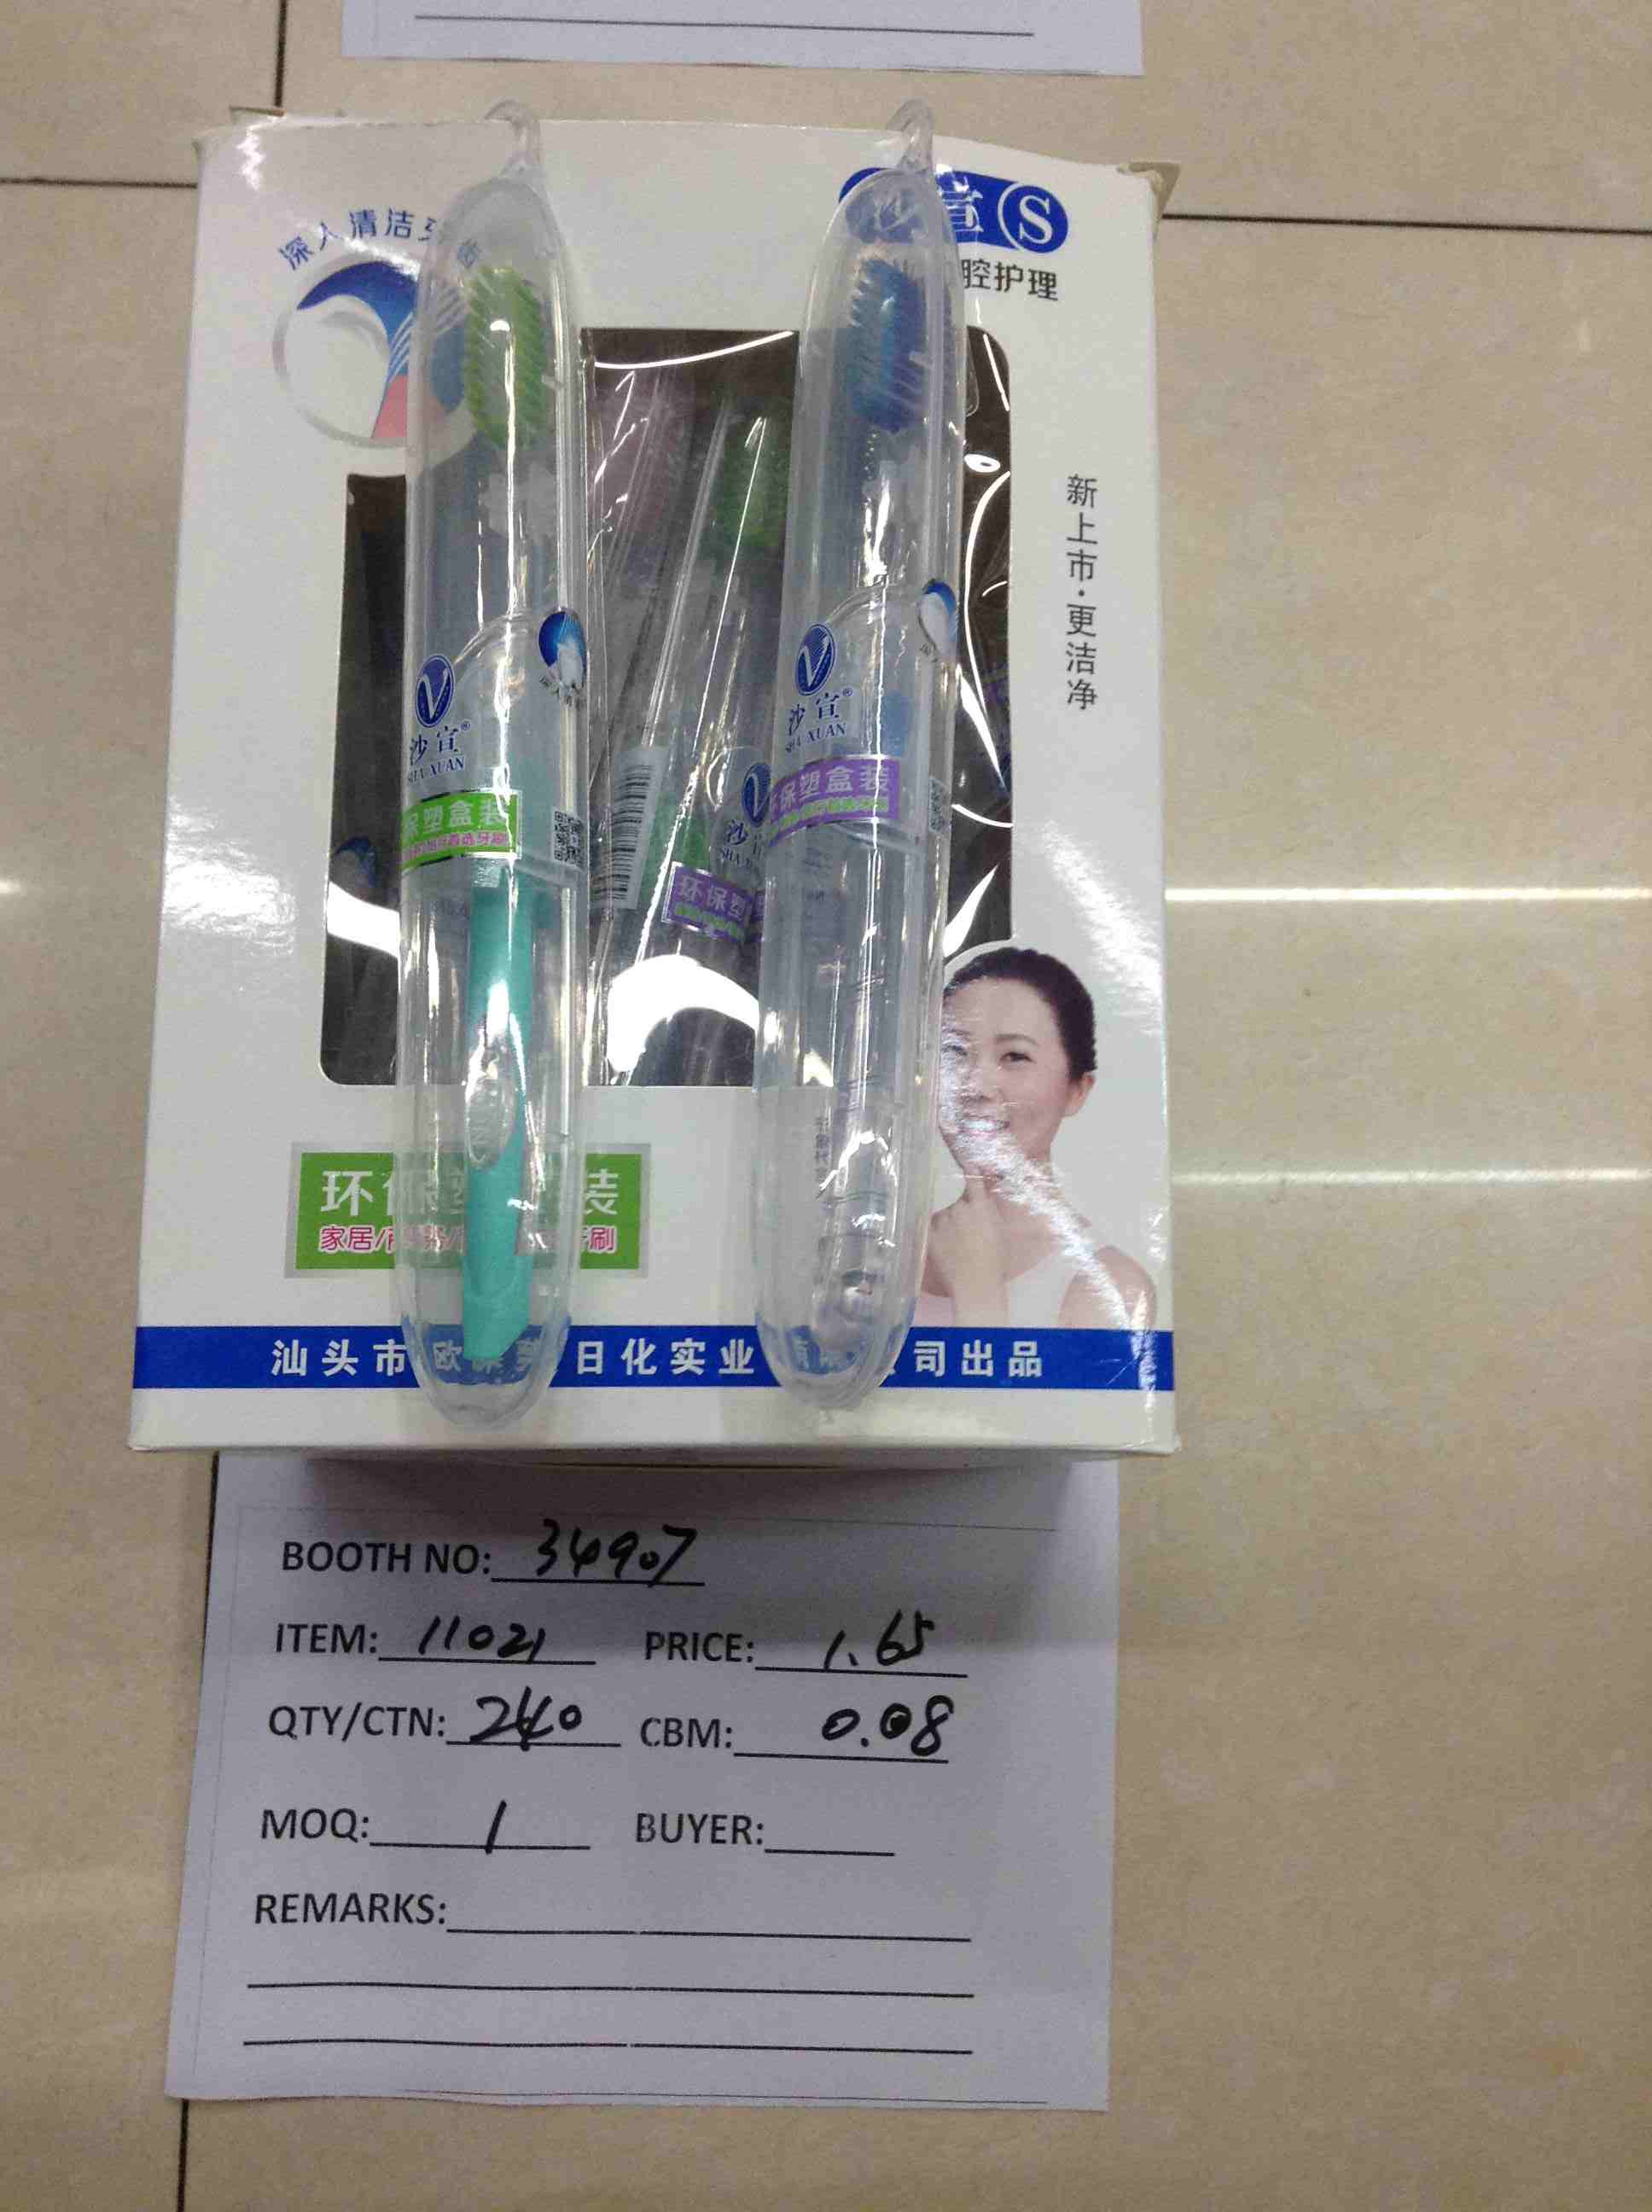 深入清洁牙
宣 S
腔护理
新上市·更洁净
沙宣®
SHA XUAN
保塑盒装
沙宣®
SHA XUAN
保塑盒装
环保塑
环 装
家居/ 刷
汕头市 欧 日化实业 司出品
BOOTH NO: 34907
ITEM: 11021 PRICE: 1.65
QTY/CTN: 240 CBM: 0.08
MOQ: 1 BUYER:
REMARKS: